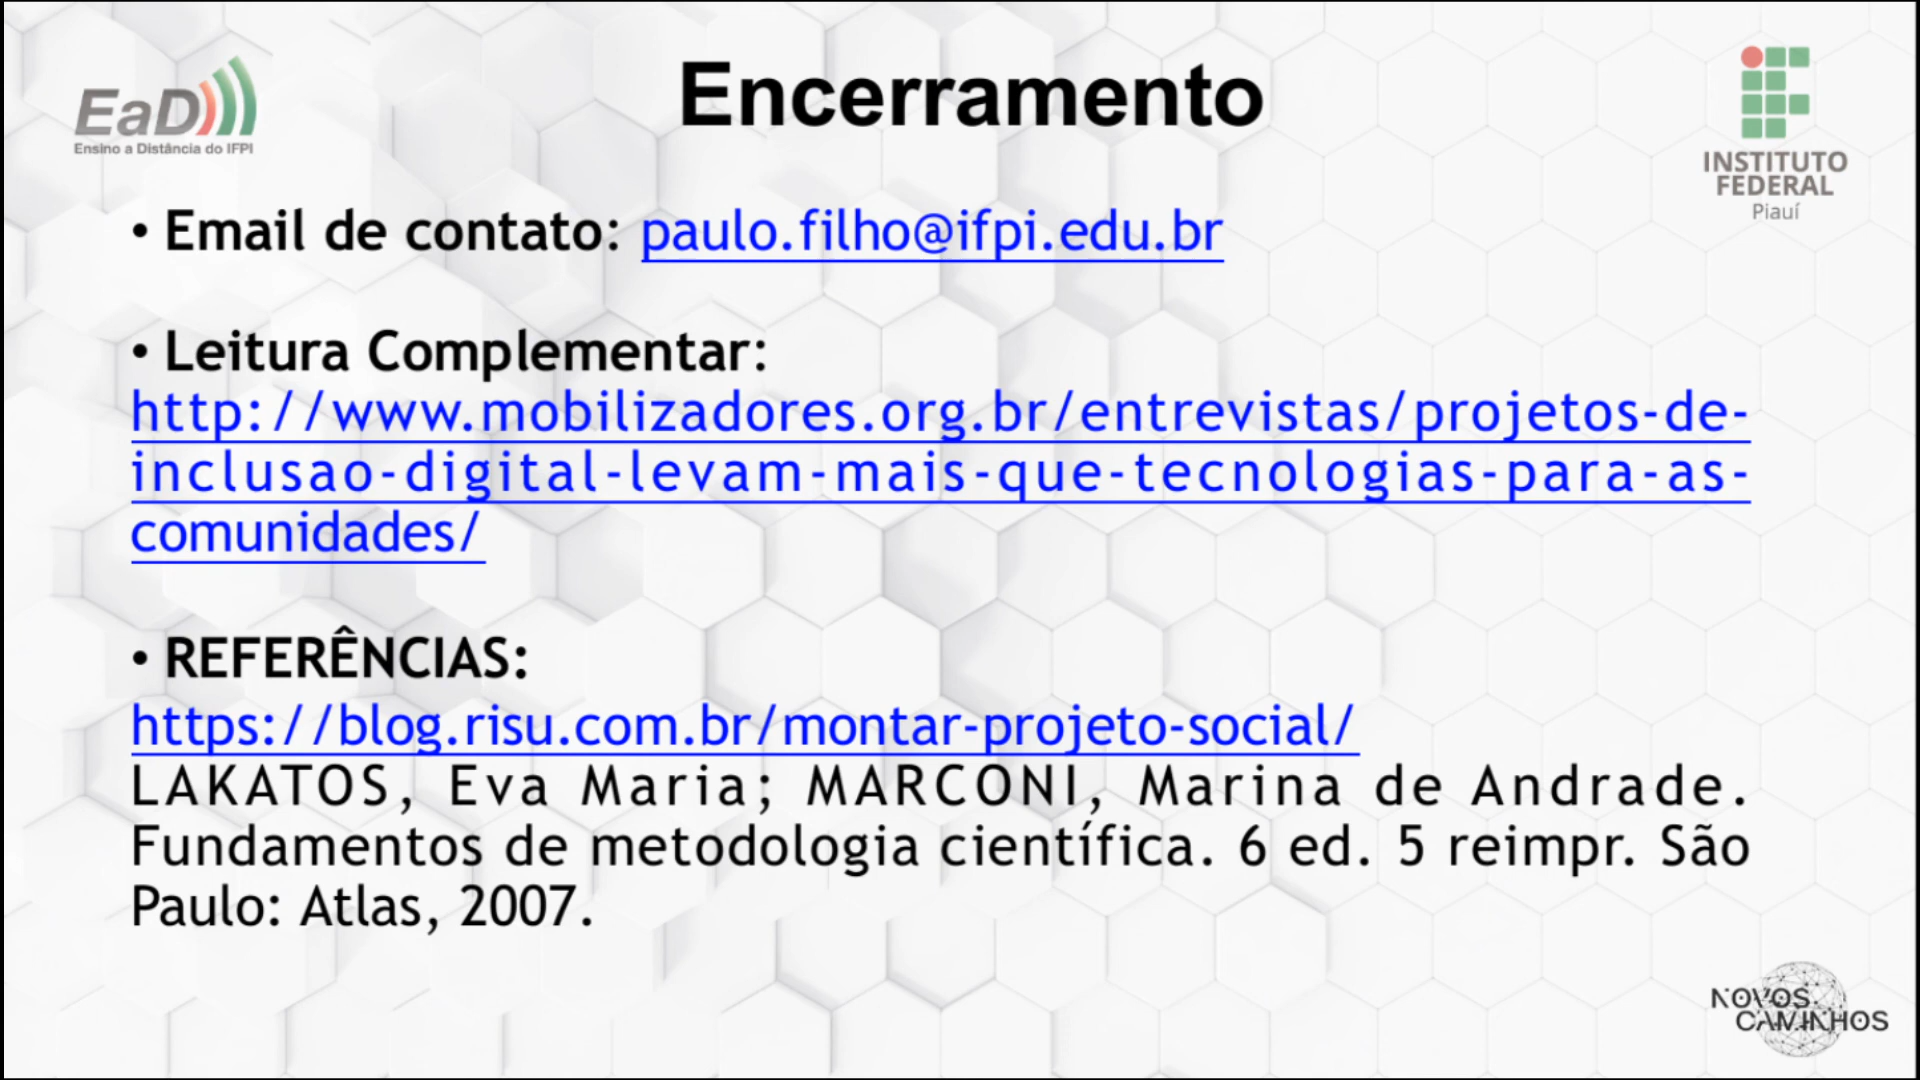 EaD
Ensino a Distância do IFPI
Encerramento
INSTITUTO
FEDERAL
Piauí
• Email de contato: paulo.filho@ifpi.edu.br
• Leitura Complementar:
http://www.mobilizadores.org.br/entrevistas/projetos-de-
inclusao-digital-levam-mais-que-tecnologias-para-as-
comunidades/
• REFERÊNCIAS:
https://blog.risu.com.br/montar-projeto-social/
LAKATOS, Eva Maria; MARCONI, Marina de Andrade.
Fundamentos de metodologia científica. 6 ed. 5 reimpr. São
Paulo: Atlas, 2007.
NOVOS
CAMINHOS